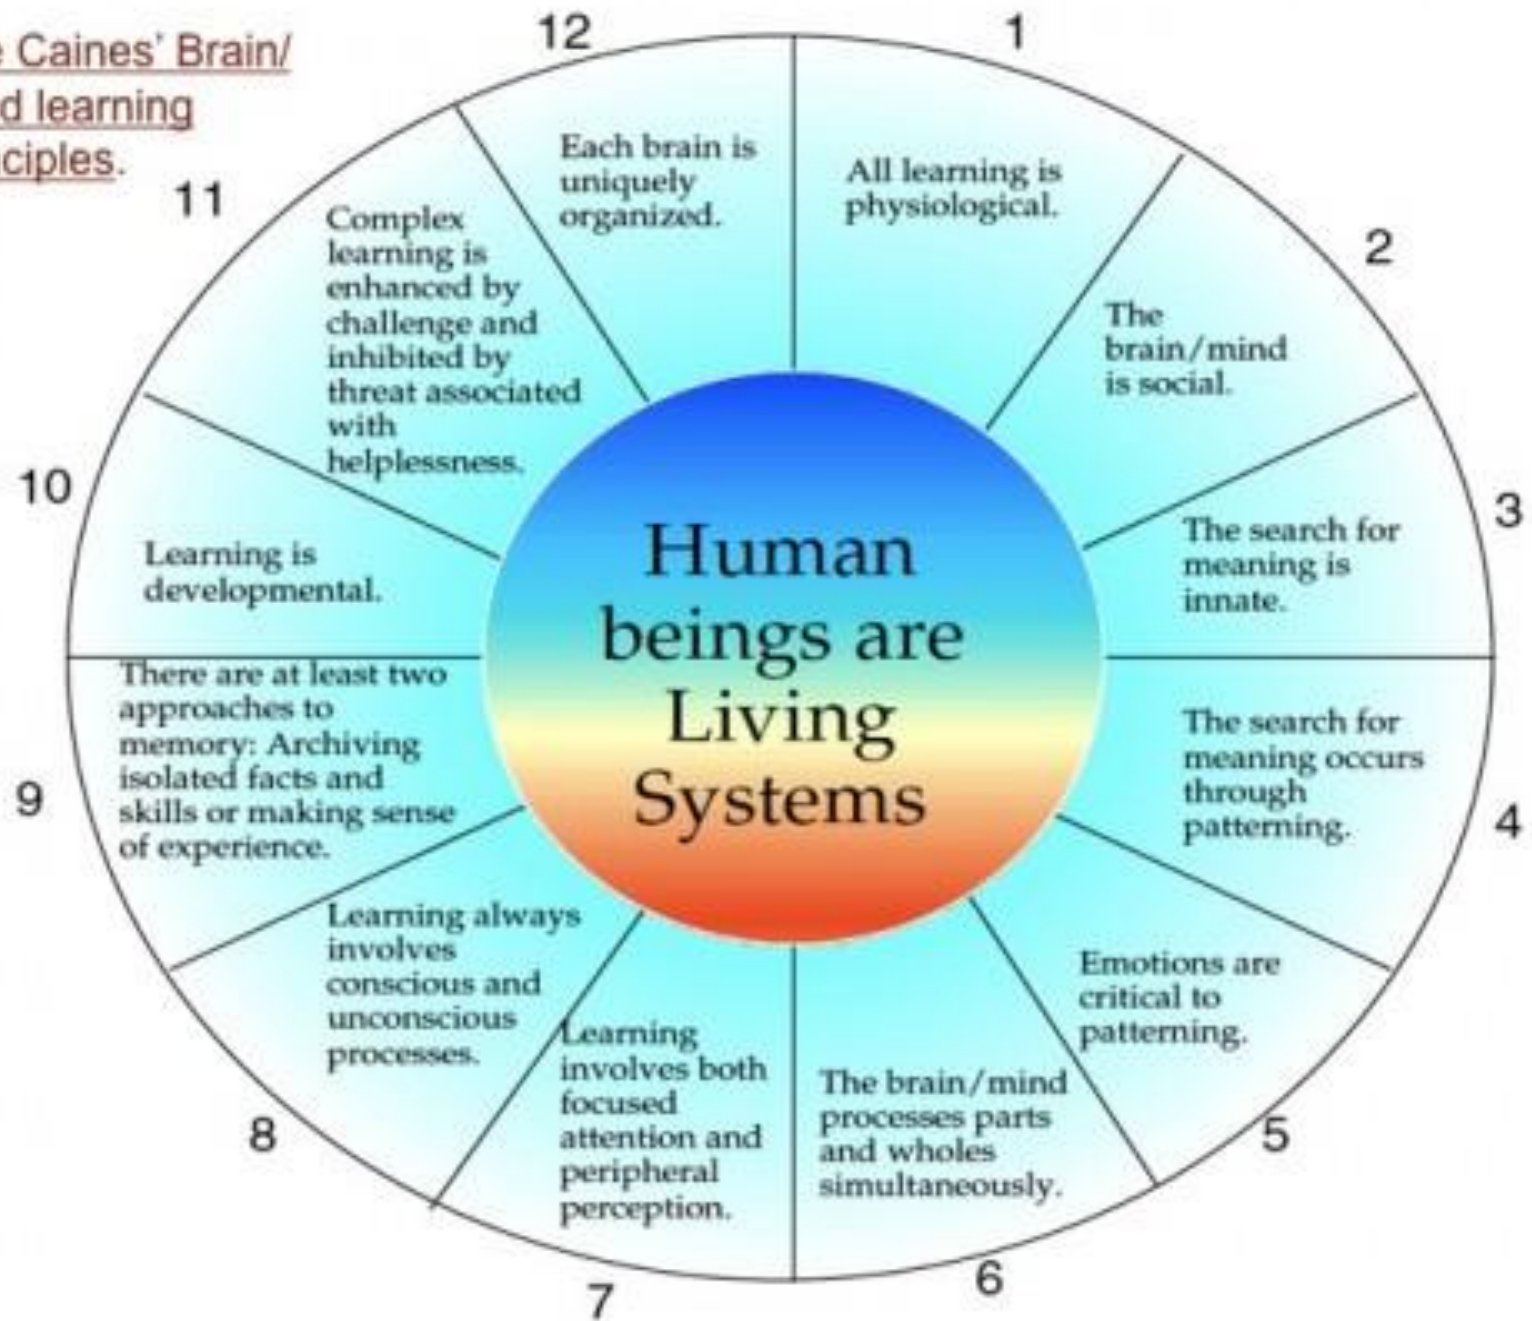 e Caines' Brain/
d learning
ciples.
12
Each brain is
uniquely
organized.
1
All learning is
physiological.
2
The
brain/mind
is social.
3
The search for
meaning is
innate.
4
The search for
meaning occurs
through
patterning.
5
Emotions are
critical to
patterning.
6
The brain/mind
processes parts
and wholes
simultaneously.
7
Learning
involves both
focused
attention and
peripheral
perception.
8
Learning always
involves
conscious and
unconscious
processes.
9
There are at least two
approaches to
memory: Archiving
isolated facts and
skills or making sense
of experience.
10
Learning is
developmental.
11
Complex
learning is
enhanced by
challenge and
inhibited by
threat associated
with
helplessness.
Human
beings are
Living
Systems